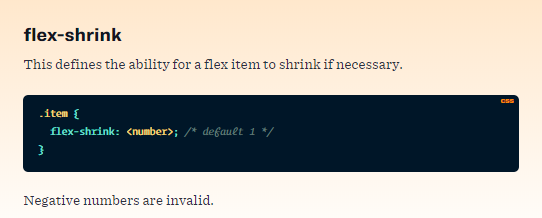 flex-shrink
This defines the ability for a flex item to shrink if necessary.
css
.item {
  flex-shrink: <number>; /* default 1 */
}
Negative numbers are invalid.